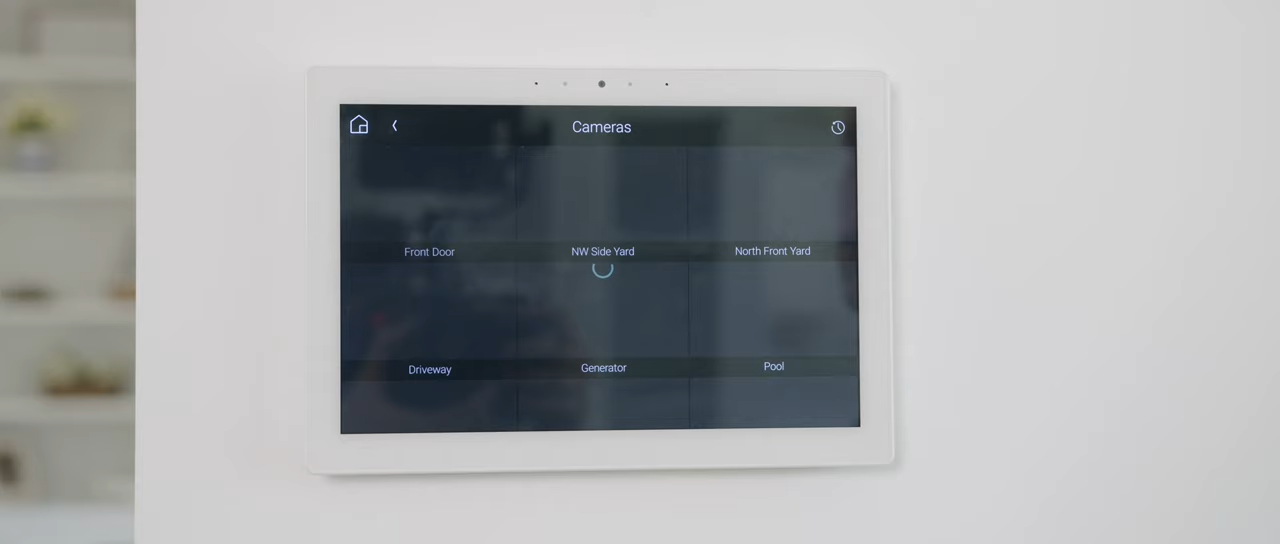 Cameras
Front Door
NW Side Yard
North Front Yard
Driveway
Generator
Pool